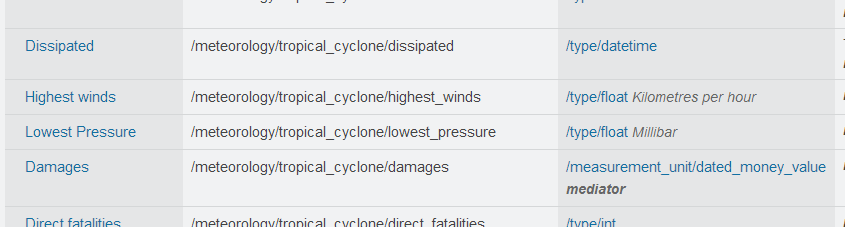 Dissipated /meteorology/tropical_cyclone/dissipated /type/datetime
Highest winds /meteorology/tropical_cyclone/highest_winds /type/float Kilometres per hour
Lowest Pressure /meteorology/tropical_cyclone/lowest_pressure /type/float Millibar
Damages /meteorology/tropical_cyclone/damages /measurement_unit/dated_money_value
mediator
Direct fatalities /meteorology/tropical_cyclone/direct_fatalities /type/int